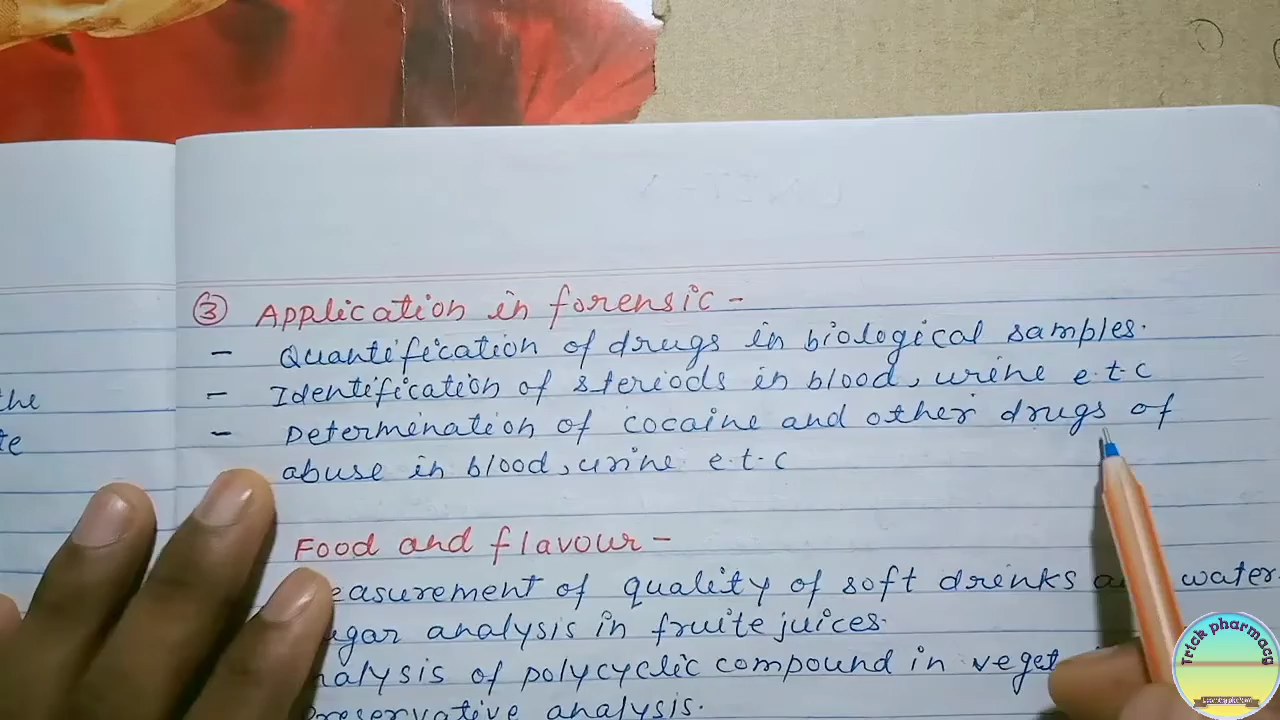 the
te
③ Application in forensic -
- Quantification of drugs in biological samples.
- Identification of steriods in blood, urine e.t.c
- Determination of cocaine and other drugs of
abuse in blood, urine e.t.c
Food and flavour -
easurement of quality of soft drinks a water.
gar analysis in fruite juices.
nalysis of polycyclic compound in veget
preservative analysis.
Trick pharmacy